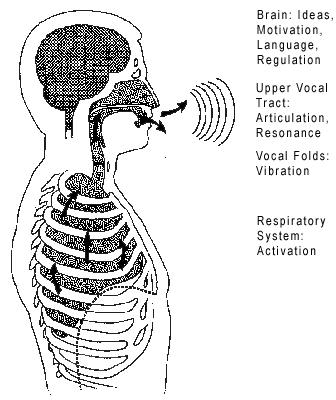 Brain: Ideas,
Motivation,
Language,
Regulation
Upper Vocal
Tract:
Articulation,
Resonance
Vocal Folds:
Vibration
Respiratory
System:
Activation